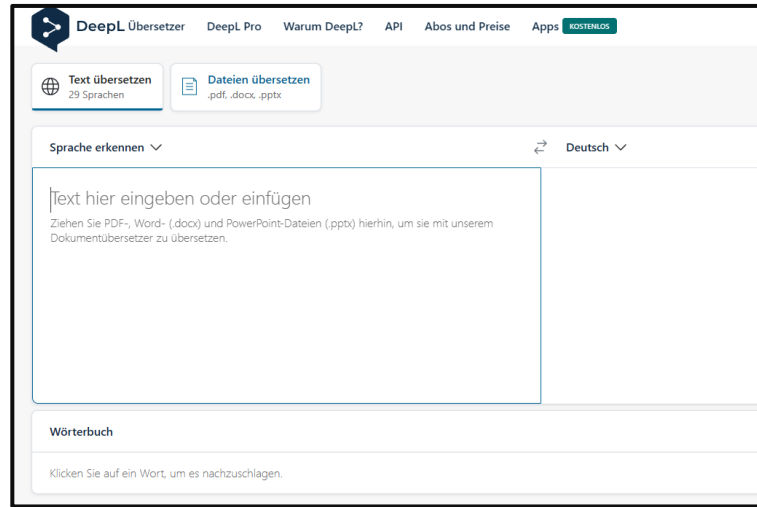 DeepL Übersetzer DeepL Pro Warum DeepL? API Abos und Preise Apps KOSTENLOS
Text übersetzen
29 Sprachen
Dateien übersetzen
.pdf, .docx, .pptx
Sprache erkennen
Deutsch
Text hier eingeben oder einfügen
Ziehen Sie PDF-, Word- (.docx) und PowerPoint-Dateien (.pptx) hierhin, um sie mit unserem
Dokumentübersetzer zu übersetzen.
Wörterbuch
Klicken Sie auf ein Wort, um es nachzuschlagen.